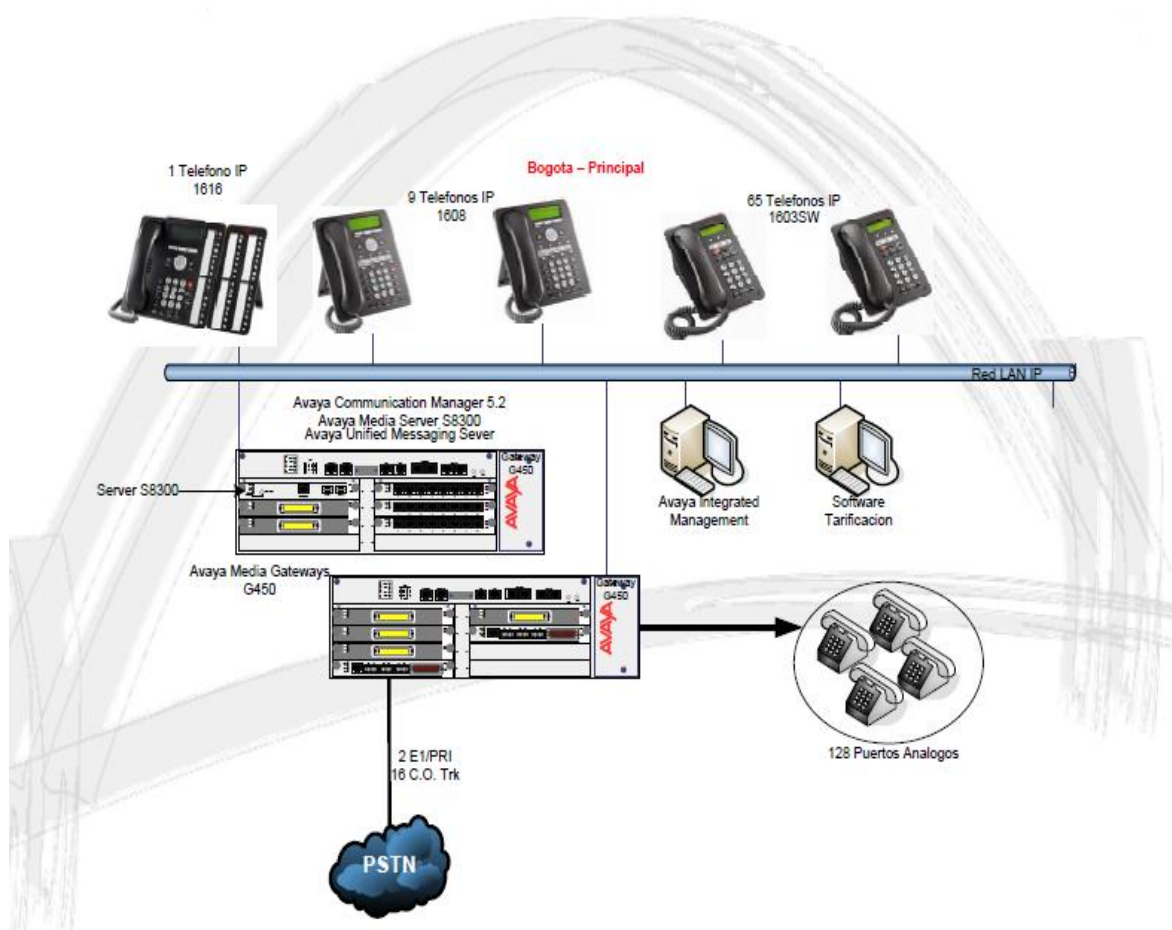 Bogota – Principal
1 Telefono IP
1616
9 Telefonos IP
1608
65 Telefonos IP
1603SW
Red LAN IP
Avaya Communication Manager 5.2
Avaya Media Server S8300
Avaya Unified Messaging Sever
Gateway
G450
AVAYA
Server S8300
Avaya Integrated
Management
Software
Tarificacion
Avaya Media Gateways
G450
Gateway
G450
AVAYA
128 Puertos Analogos
2 E1/PRI
16 C.O. Trk
PSTN